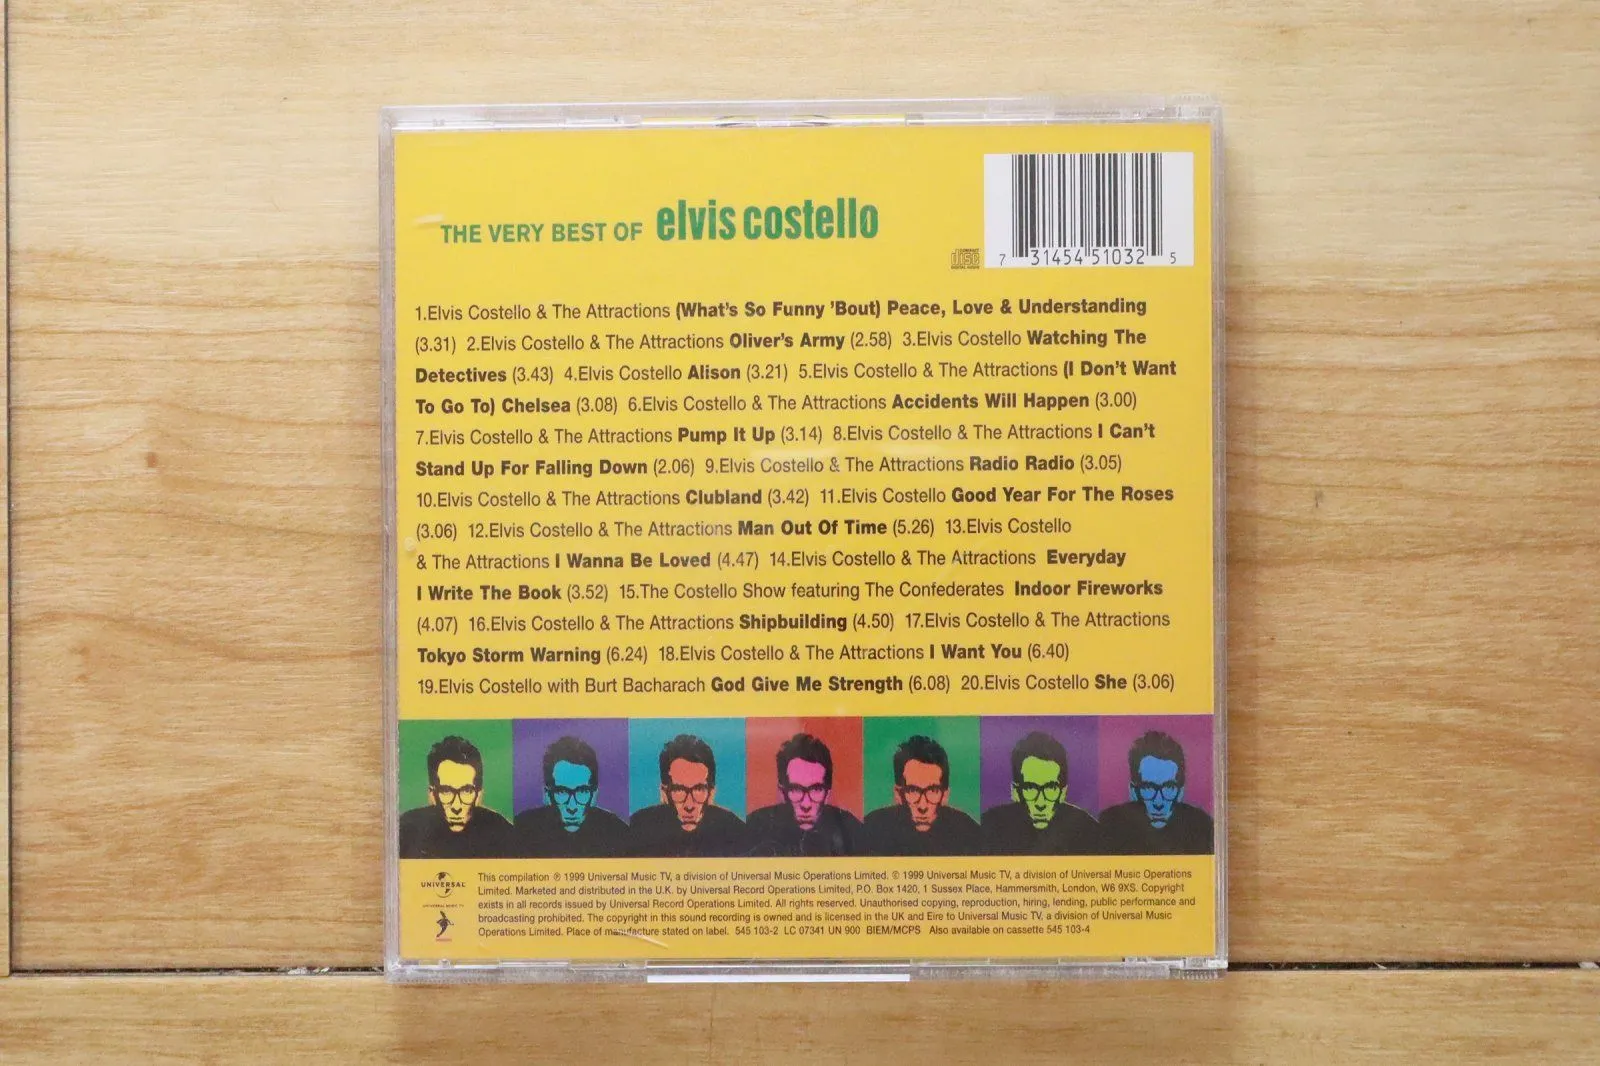 THE VERY BEST OF elvis costello
COMPACT disc DIGITAL AUDIO
7 31454 51032 5
1.Elvis Costello & The Attractions (What's So Funny 'Bout) Peace, Love & Understanding
(3.31) 2.Elvis Costello & The Attractions Oliver's Army (2.58) 3.Elvis Costello Watching The
Detectives (3.43) 4.Elvis Costello Alison (3.21) 5.Elvis Costello & The Attractions (I Don't Want
To Go To) Chelsea (3.08) 6.Elvis Costello & The Attractions Accidents Will Happen (3.00)
7.Elvis Costello & The Attractions Pump It Up (3.14) 8.Elvis Costello & The Attractions I Can't
Stand Up For Falling Down (2.06) 9.Elvis Costello & The Attractions Radio Radio (3.05)
10.Elvis Costello & The Attractions Clubland (3.42) 11.Elvis Costello Good Year For The Roses
(3.06) 12.Elvis Costello & The Attractions Man Out Of Time (5.26) 13.Elvis Costello
& The Attractions I Wanna Be Loved (4.47) 14.Elvis Costello & The Attractions Everyday
I Write The Book (3.52) 15.The Costello Show featuring The Confederates Indoor Fireworks
(4.07) 16.Elvis Costello & The Attractions Shipbuilding (4.50) 17.Elvis Costello & The Attractions
Tokyo Storm Warning (6.24) 18.Elvis Costello & The Attractions I Want You (6.40)
19.Elvis Costello with Burt Bacharach God Give Me Strength (6.08) 20.Elvis Costello She (3.06)
UNIVERSAL
UNIVERSAL MUSIC TV
This compilation ℗ 1999 Universal Music TV, a division of Universal Music Operations Limited. © 1999 Universal Music TV, a division of Universal Music Operations
Limited. Marketed and distributed in the U.K. by Universal Record Operations Limited, P.O. Box 1420, 1 Sussex Place, Hammersmith, London, W6 9XS. Copyright
exists in all records issued by Universal Record Operations Limited. All rights reserved. Unauthorised copying, reproduction, hiring, lending, public performance and
broadcasting prohibited. The copyright in this sound recording is owned and is licensed in the UK and Eire to Universal Music TV, a division of Universal Music
Operations Limited. Place of manufacture stated on label. 545 103-2 LC 07341 UN 900 BIEM/MCPS Also available on cassette 545 103-4